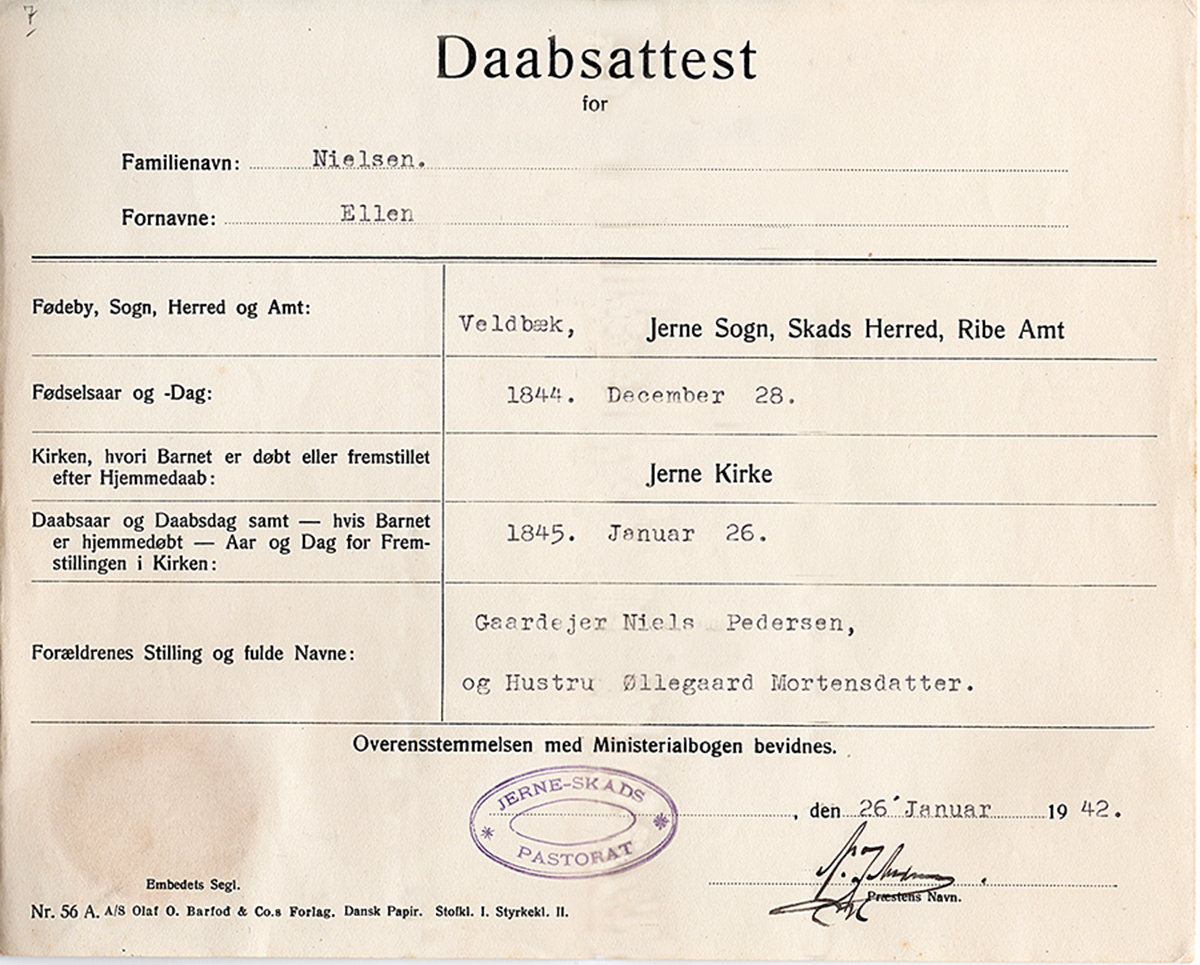 7
Daabsattest
for
Familienavn: Nielsen.
Fornavne: Ellen
Fødeby, Sogn, Herred og Amt:
Veldbæk, Jerne Sogn, Skads Herred, Ribe Amt
Fødselsaar og -Dag:
1844. December 28.
Kirken, hvori Barnet er døbt eller fremstillet
efter Hjemmedaab:
Jerne Kirke
Daabsaar og Daabsdag samt — hvis Barnet
er hjemmedøbt — Aar og Dag for Frem-
stillingen i Kirken:
1845. Januar 26.
Forældrenes Stilling og fulde Navne:
Gaardejer Niels Pedersen,
og Hustru Øllegaard Mortensdatter.
Overensstemmelsen med Ministerialbogen bevidnes.
JERNE-SKADS
PASTORAT
, den 26' Januar 19 42.
Præstens Navn.
Embedets Segl.
Nr. 56 A. A/S Olaf O. Barfod & Co.s Forlag. Dansk Papir. Stofkl. I. Styrkekl. II.